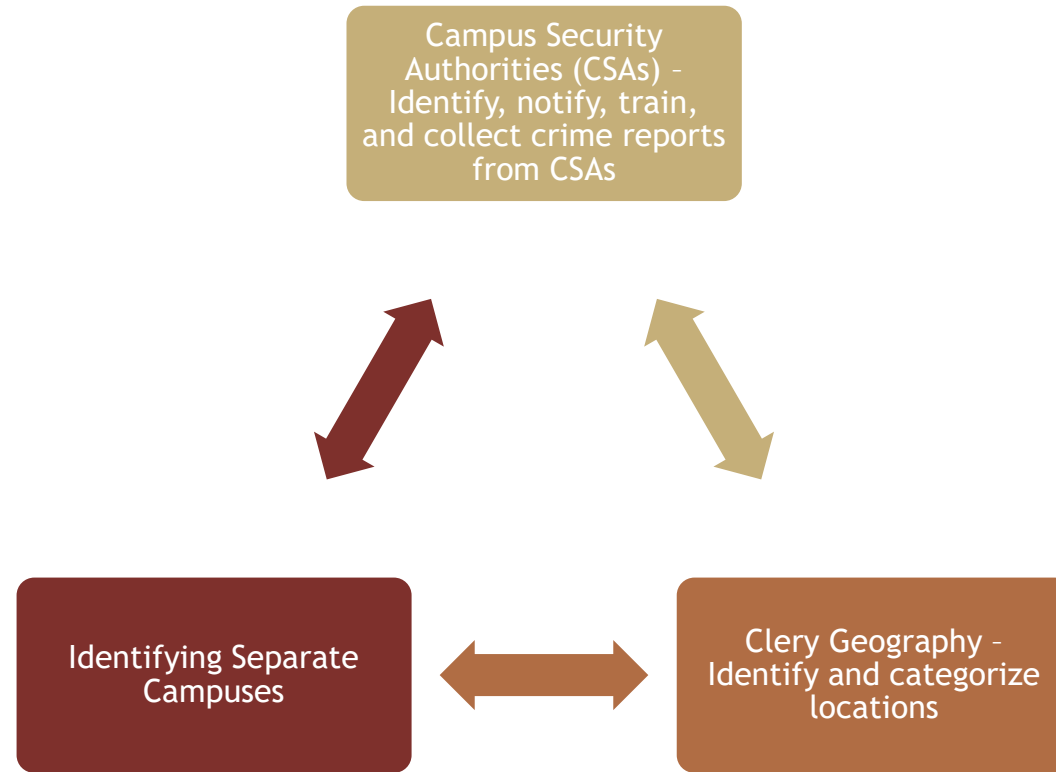 Campus Security
Authorities (CSAs) –
Identify, notify, train,
and collect crime reports
from CSAs
Identifying Separate
Campuses
Clery Geography –
Identify and categorize
locations